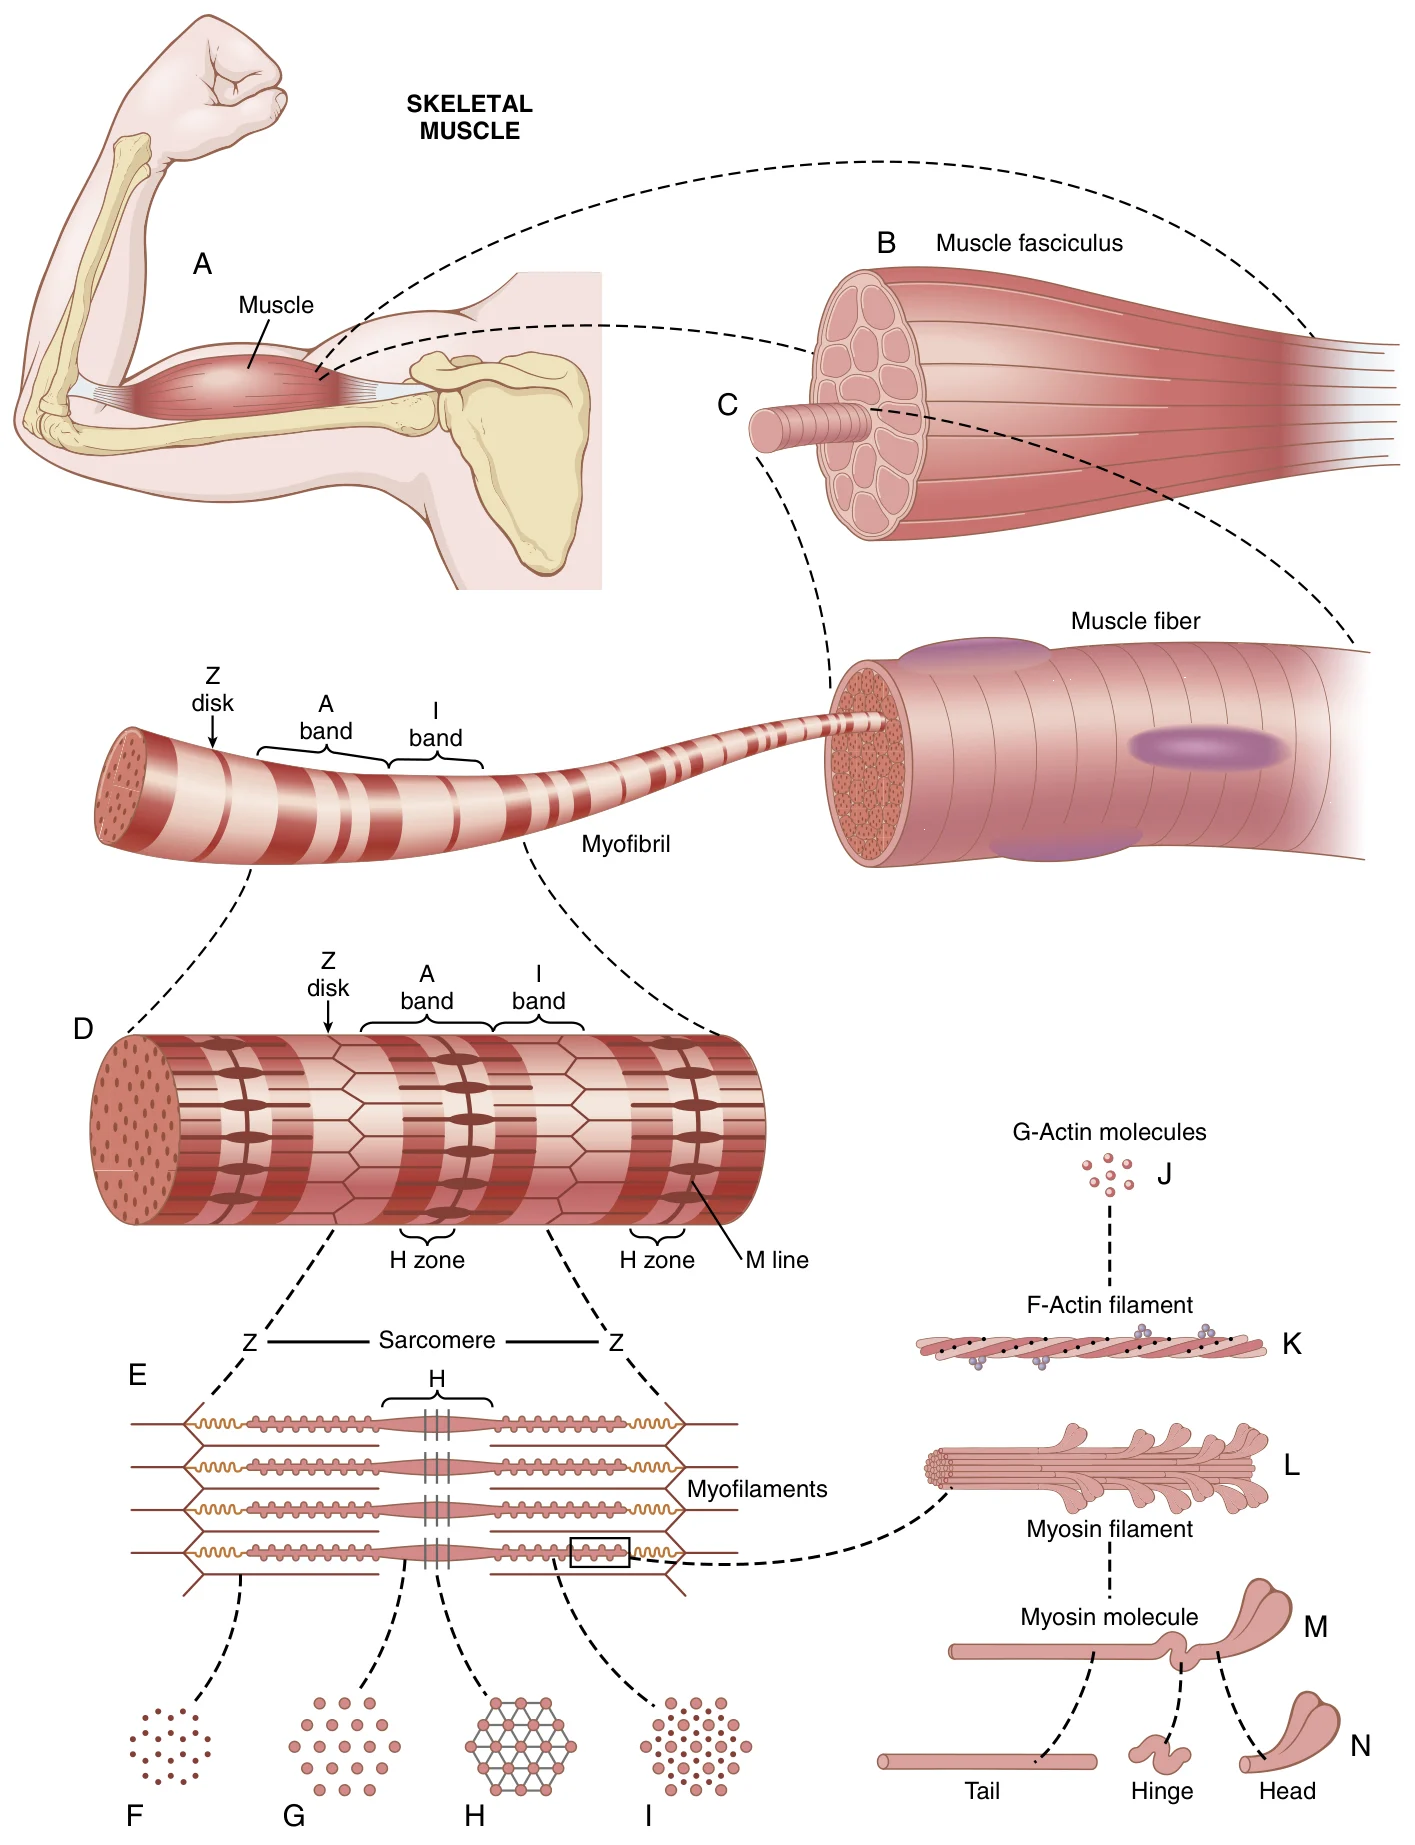 SKELETAL
MUSCLE
A
Muscle
B
Muscle fasciculus
C
Muscle fiber
Z
disk
A
band
I
band
Myofibril
D
Z
disk
A
band
I
band
H zone
H zone
M line
Z
Sarcomere
Z
E
H
Myofilaments
G-Actin molecules
J
F-Actin filament
K
L
Myosin filament
Myosin molecule
M
N
Tail
Hinge
Head
F
G
H
I